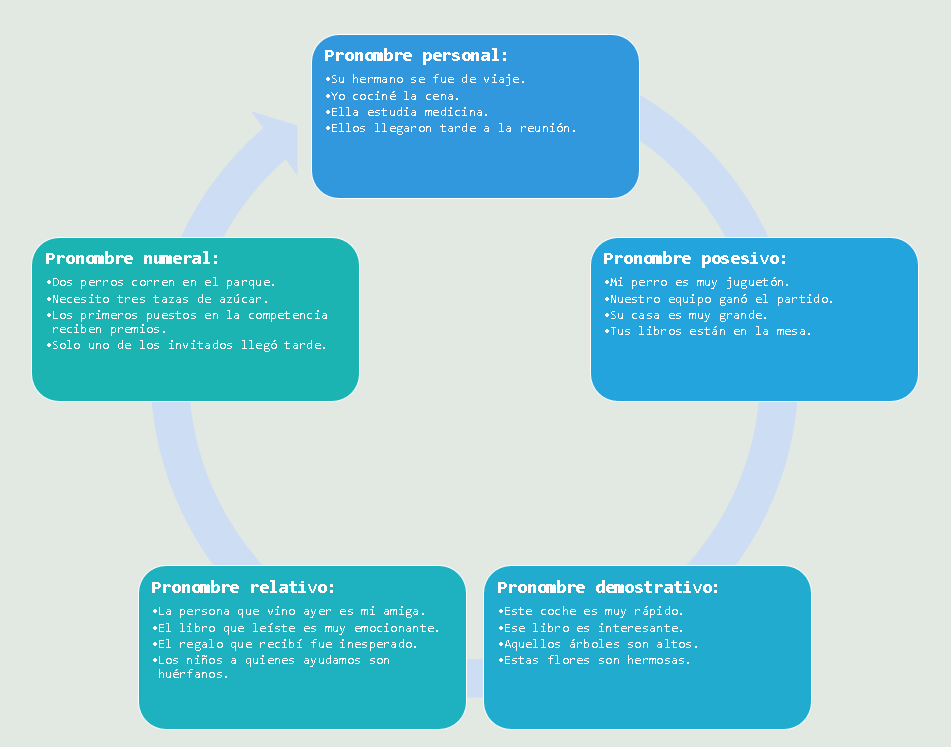 Pronombre personal:
•Su hermano se fue de viaje.
•Yo cociné la cena.
•Ella estudia medicina.
•Ellos llegaron tarde a la reunión.
Pronombre posesivo:
•Mi perro es muy juguetón.
•Nuestro equipo ganó el partido.
•Su casa es muy grande.
•Tus libros están en la mesa.
Pronombre demostrativo:
•Este coche es muy rápido.
•Ese libro es interesante.
•Aquellos árboles son altos.
•Estas flores son hermosas.
Pronombre relativo:
•La persona que vino ayer es mi amiga.
•El libro que leíste es muy emocionante.
•El regalo que recibí fue inesperado.
•Los niños a quienes ayudamos son
huérfanos.
Pronombre numeral:
•Dos perros corren en el parque.
•Necesito tres tazas de azúcar.
•Los primeros puestos en la competencia
reciben premios.
•Solo uno de los invitados llegó tarde.